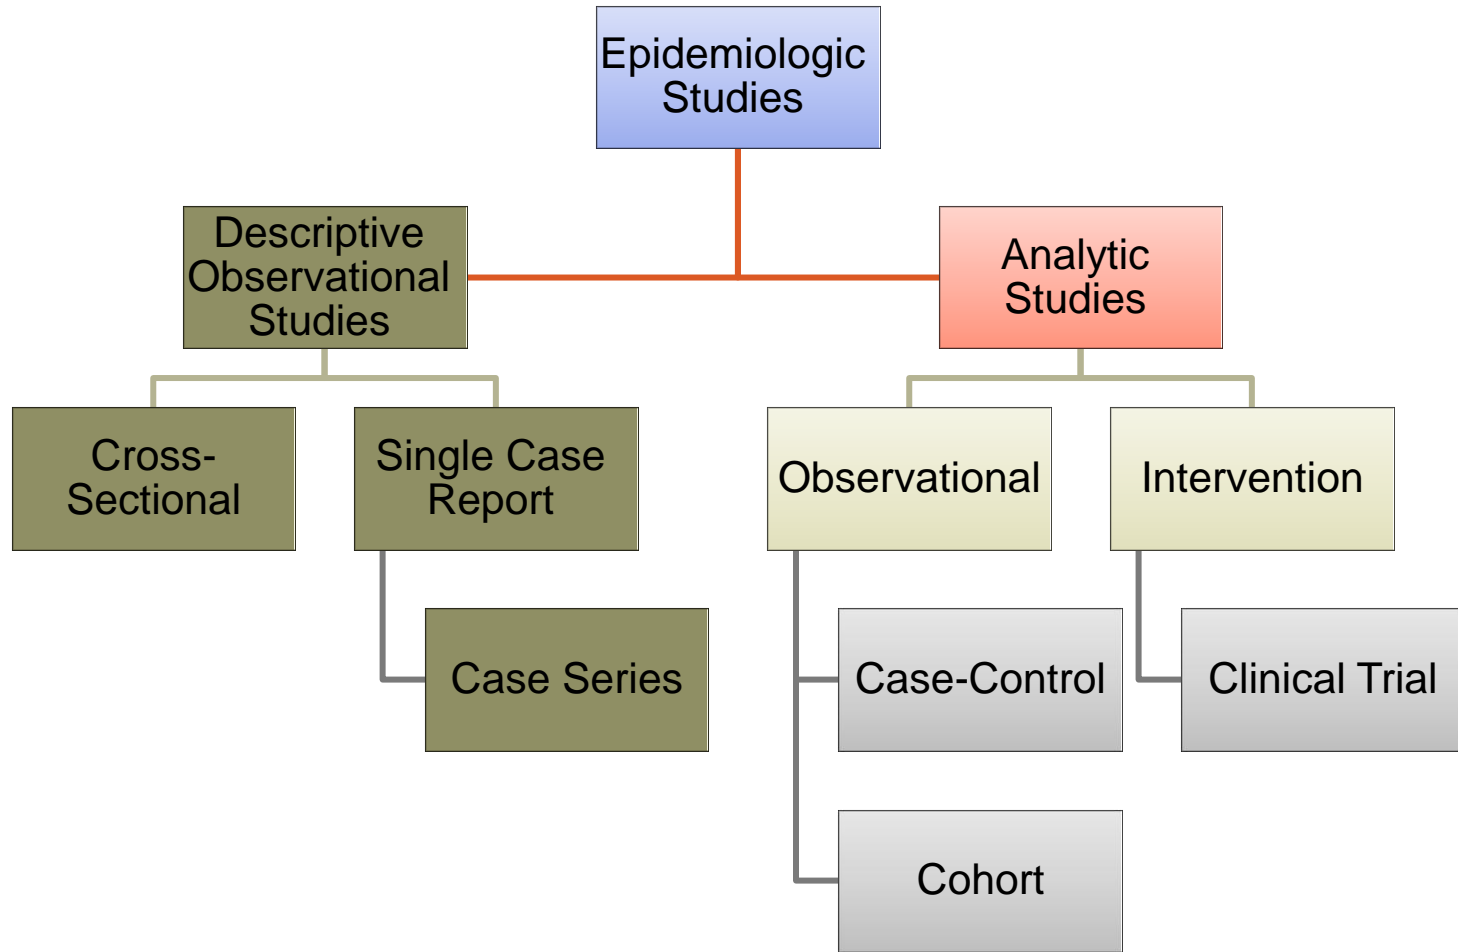 Epidemiologic
Studies
Descriptive
Observational
Studies
Analytic
Studies
Cross-
Sectional
Single Case
Report
Observational
Intervention
Case Series
Case-Control
Clinical Trial
Cohort